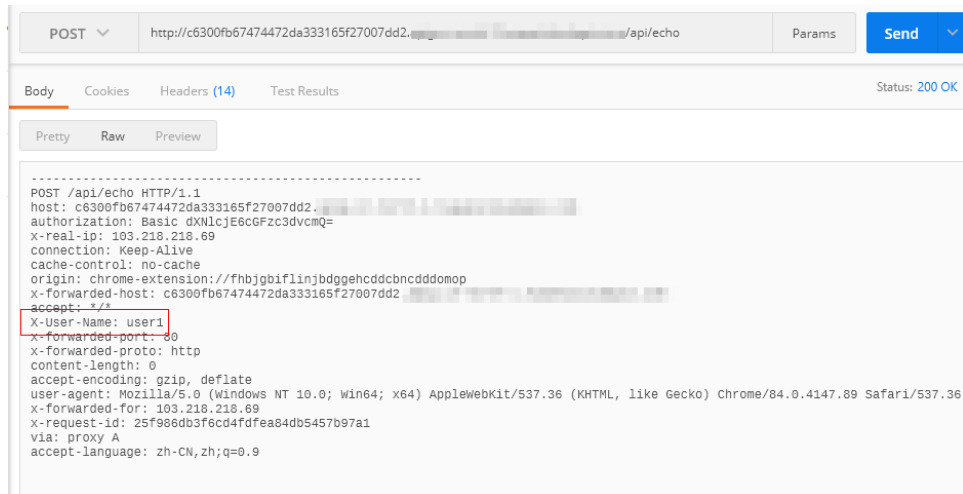 POST http://c6300fb67474472da333165f27007dd2. /api/echo Params Send
Body Cookies Headers (14) Test Results Status: 200 OK
Pretty Raw Preview
-----------------------------------------------------
POST /api/echo HTTP/1.1
host: c6300fb67474472da333165f27007dd2.
authorization: Basic dXNlcjE6cGFzc3dvcmQ=
x-real-ip: 103.218.218.69
connection: Keep-Alive
cache-control: no-cache
origin: chrome-extension://fhbjgbiflinjbdggehcddcbncdddomop
x-forwarded-host: c6300fb67474472da333165f27007dd2
accept: */*
X-User-Name: user1
x-forwarded-port: 80
x-forwarded-proto: http
content-length: 0
accept-encoding: gzip, deflate
user-agent: Mozilla/5.0 (Windows NT 10.0; Win64; x64) AppleWebKit/537.36 (KHTML, like Gecko) Chrome/84.0.4147.89 Safari/537.36
x-forwarded-for: 103.218.218.69
x-request-id: 25f986db3f6cd4fdfea84db5457b97a1
via: proxy A
accept-language: zh-CN,zh;q=0.9